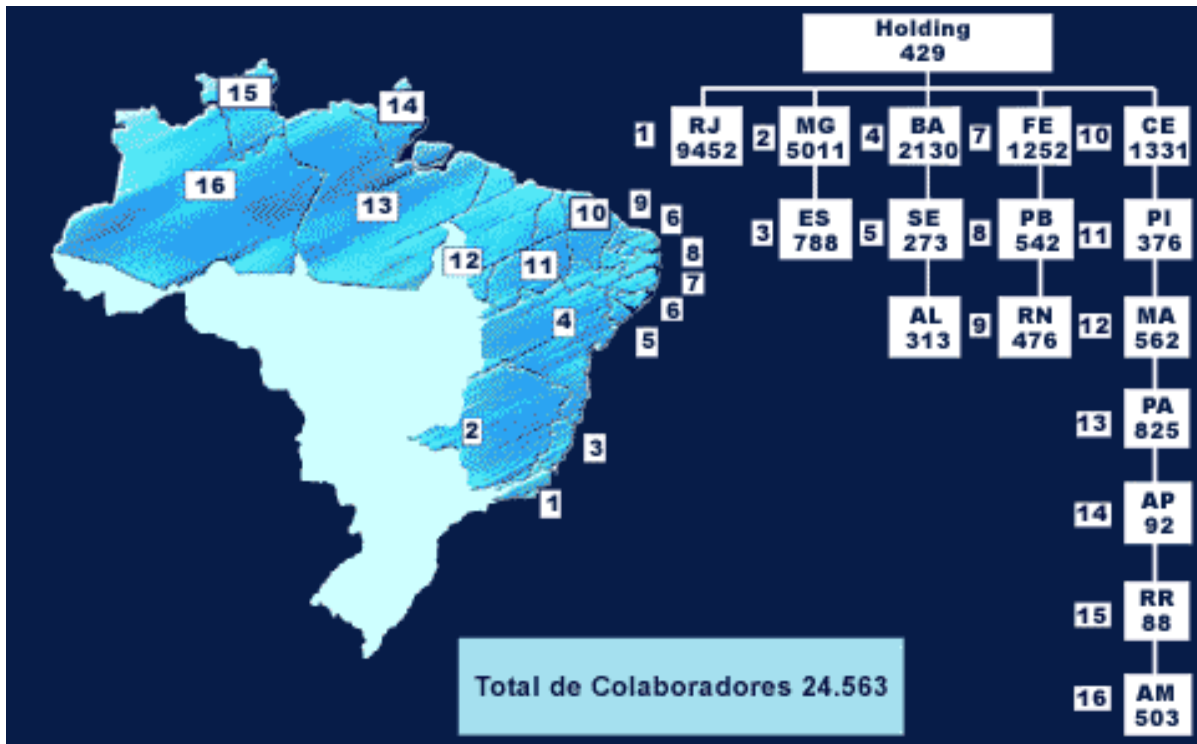 Holding
429
1
RJ
9452
2
MG
5011
4
BA
2130
7
FE
1252
10
CE
1331
3
ES
788
5
SE
273
8
PB
542
11
PI
376
AL
313
9
RN
476
12
MA
562
13
PA
825
14
AP
92
15
RR
88
16
AM
503
15
14
16
13
10
9
6
12
11
8
7
4
6
5
2
3
1
Total de Colaboradores 24.563